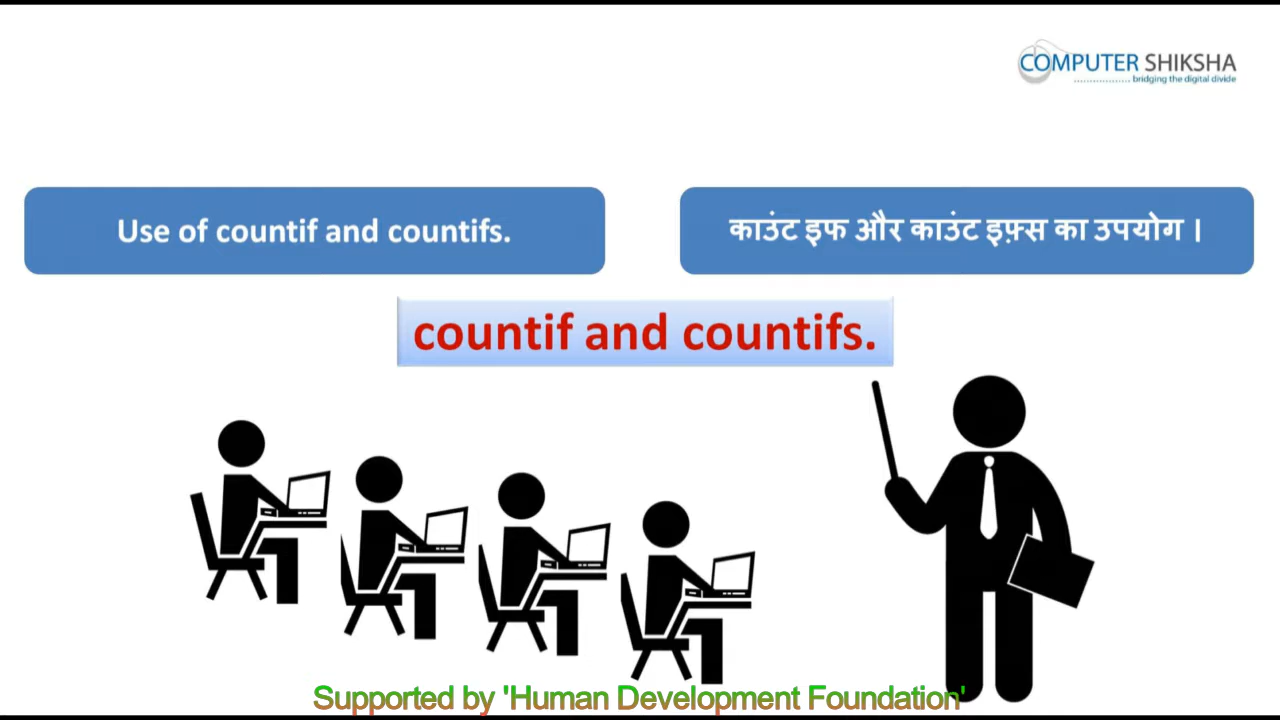 COMPUTER SHIKSHA
bridging the digital divide
Use of countif and countifs.
काउंट इफ और काउंट इफ़्स का उपयोग ।
countif and countifs.
Supported by 'Human Development Foundation'